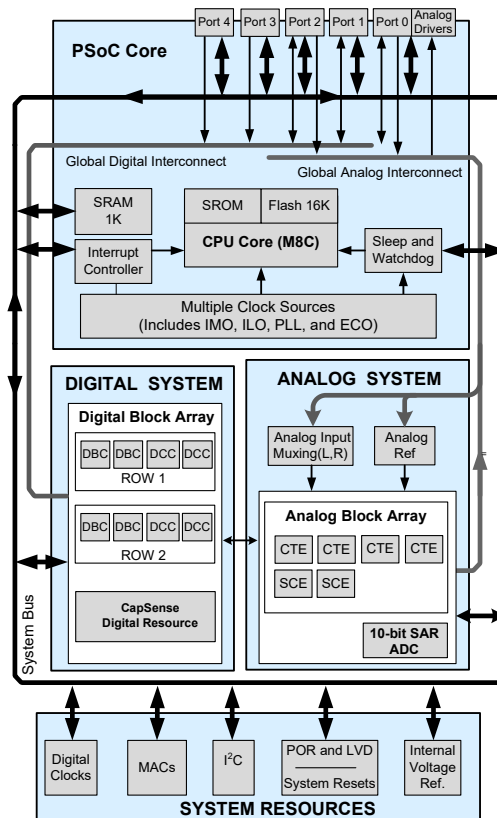 Port 4
Port 3
Port 2
Port 1
Port 0
Analog
Drivers
PSoC Core
Global Digital Interconnect
Global Analog Interconnect
SRAM
1K
SROM
Flash 16K
CPU Core (M8C)
Interrupt
Controller
Sleep and
Watchdog
Multiple Clock Sources
(Includes IMO, ILO, PLL, and ECO)
DIGITAL SYSTEM
Digital Block Array
DBC DBC DCC DCC
ROW 1
DBC DBC DCC DCC
ROW 2
CapSense
Digital Resource
ANALOG SYSTEM
Analog Input
Muxing(L,R)
Analog
Ref
Analog Block Array
CTE CTE CTE CTE
SCE SCE
10-bit SAR
ADC
System Bus
Digital
Clocks
MACs
I²C
POR and LVD
System Resets
Internal
Voltage
Ref.
SYSTEM RESOURCES